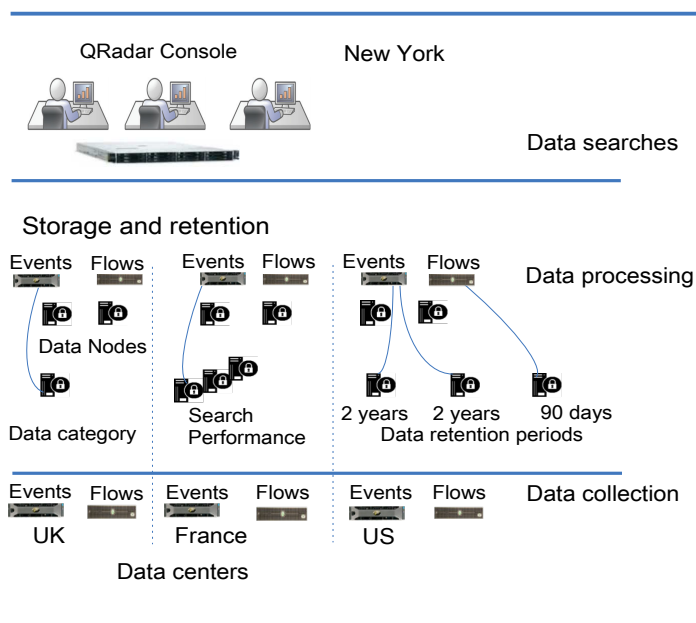 QRadar Console
New York
Data searches
Storage and retention
Events Flows Events Flows Events Flows
Data processing
Data Nodes
Data category
Search
Performance
2 years 2 years 90 days
Data retention periods
Events Flows Events Flows Events Flows
Data collection
UK France US
Data centers